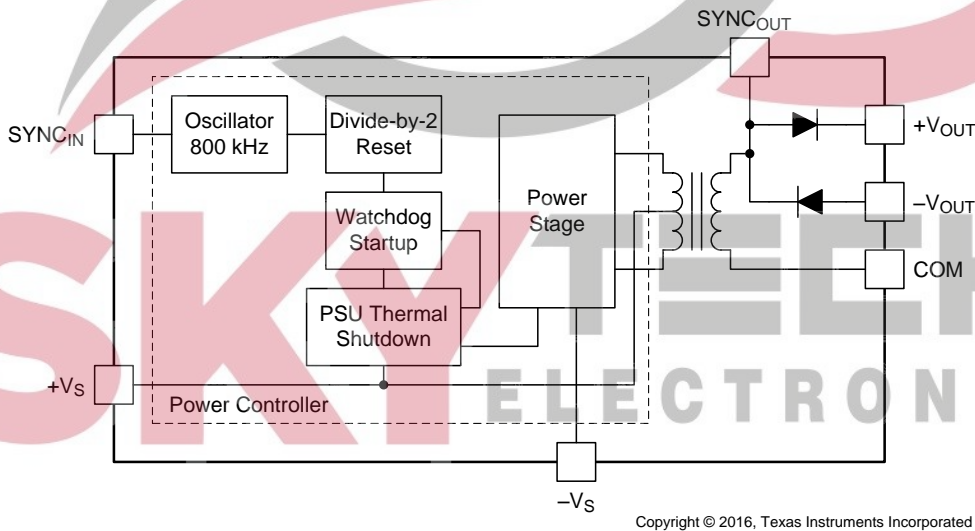 SYNCOUT
SYNCIN
Oscillator
800 kHz
Divide-by-2
Reset
+VOUT
Watchdog
Startup
Power
Stage
–VOUT
COM
PSU Thermal
Shutdown
+VS
Power Controller
–VS
SKYTECH
ELECTRON
Copyright © 2016, Texas Instruments Incorporated